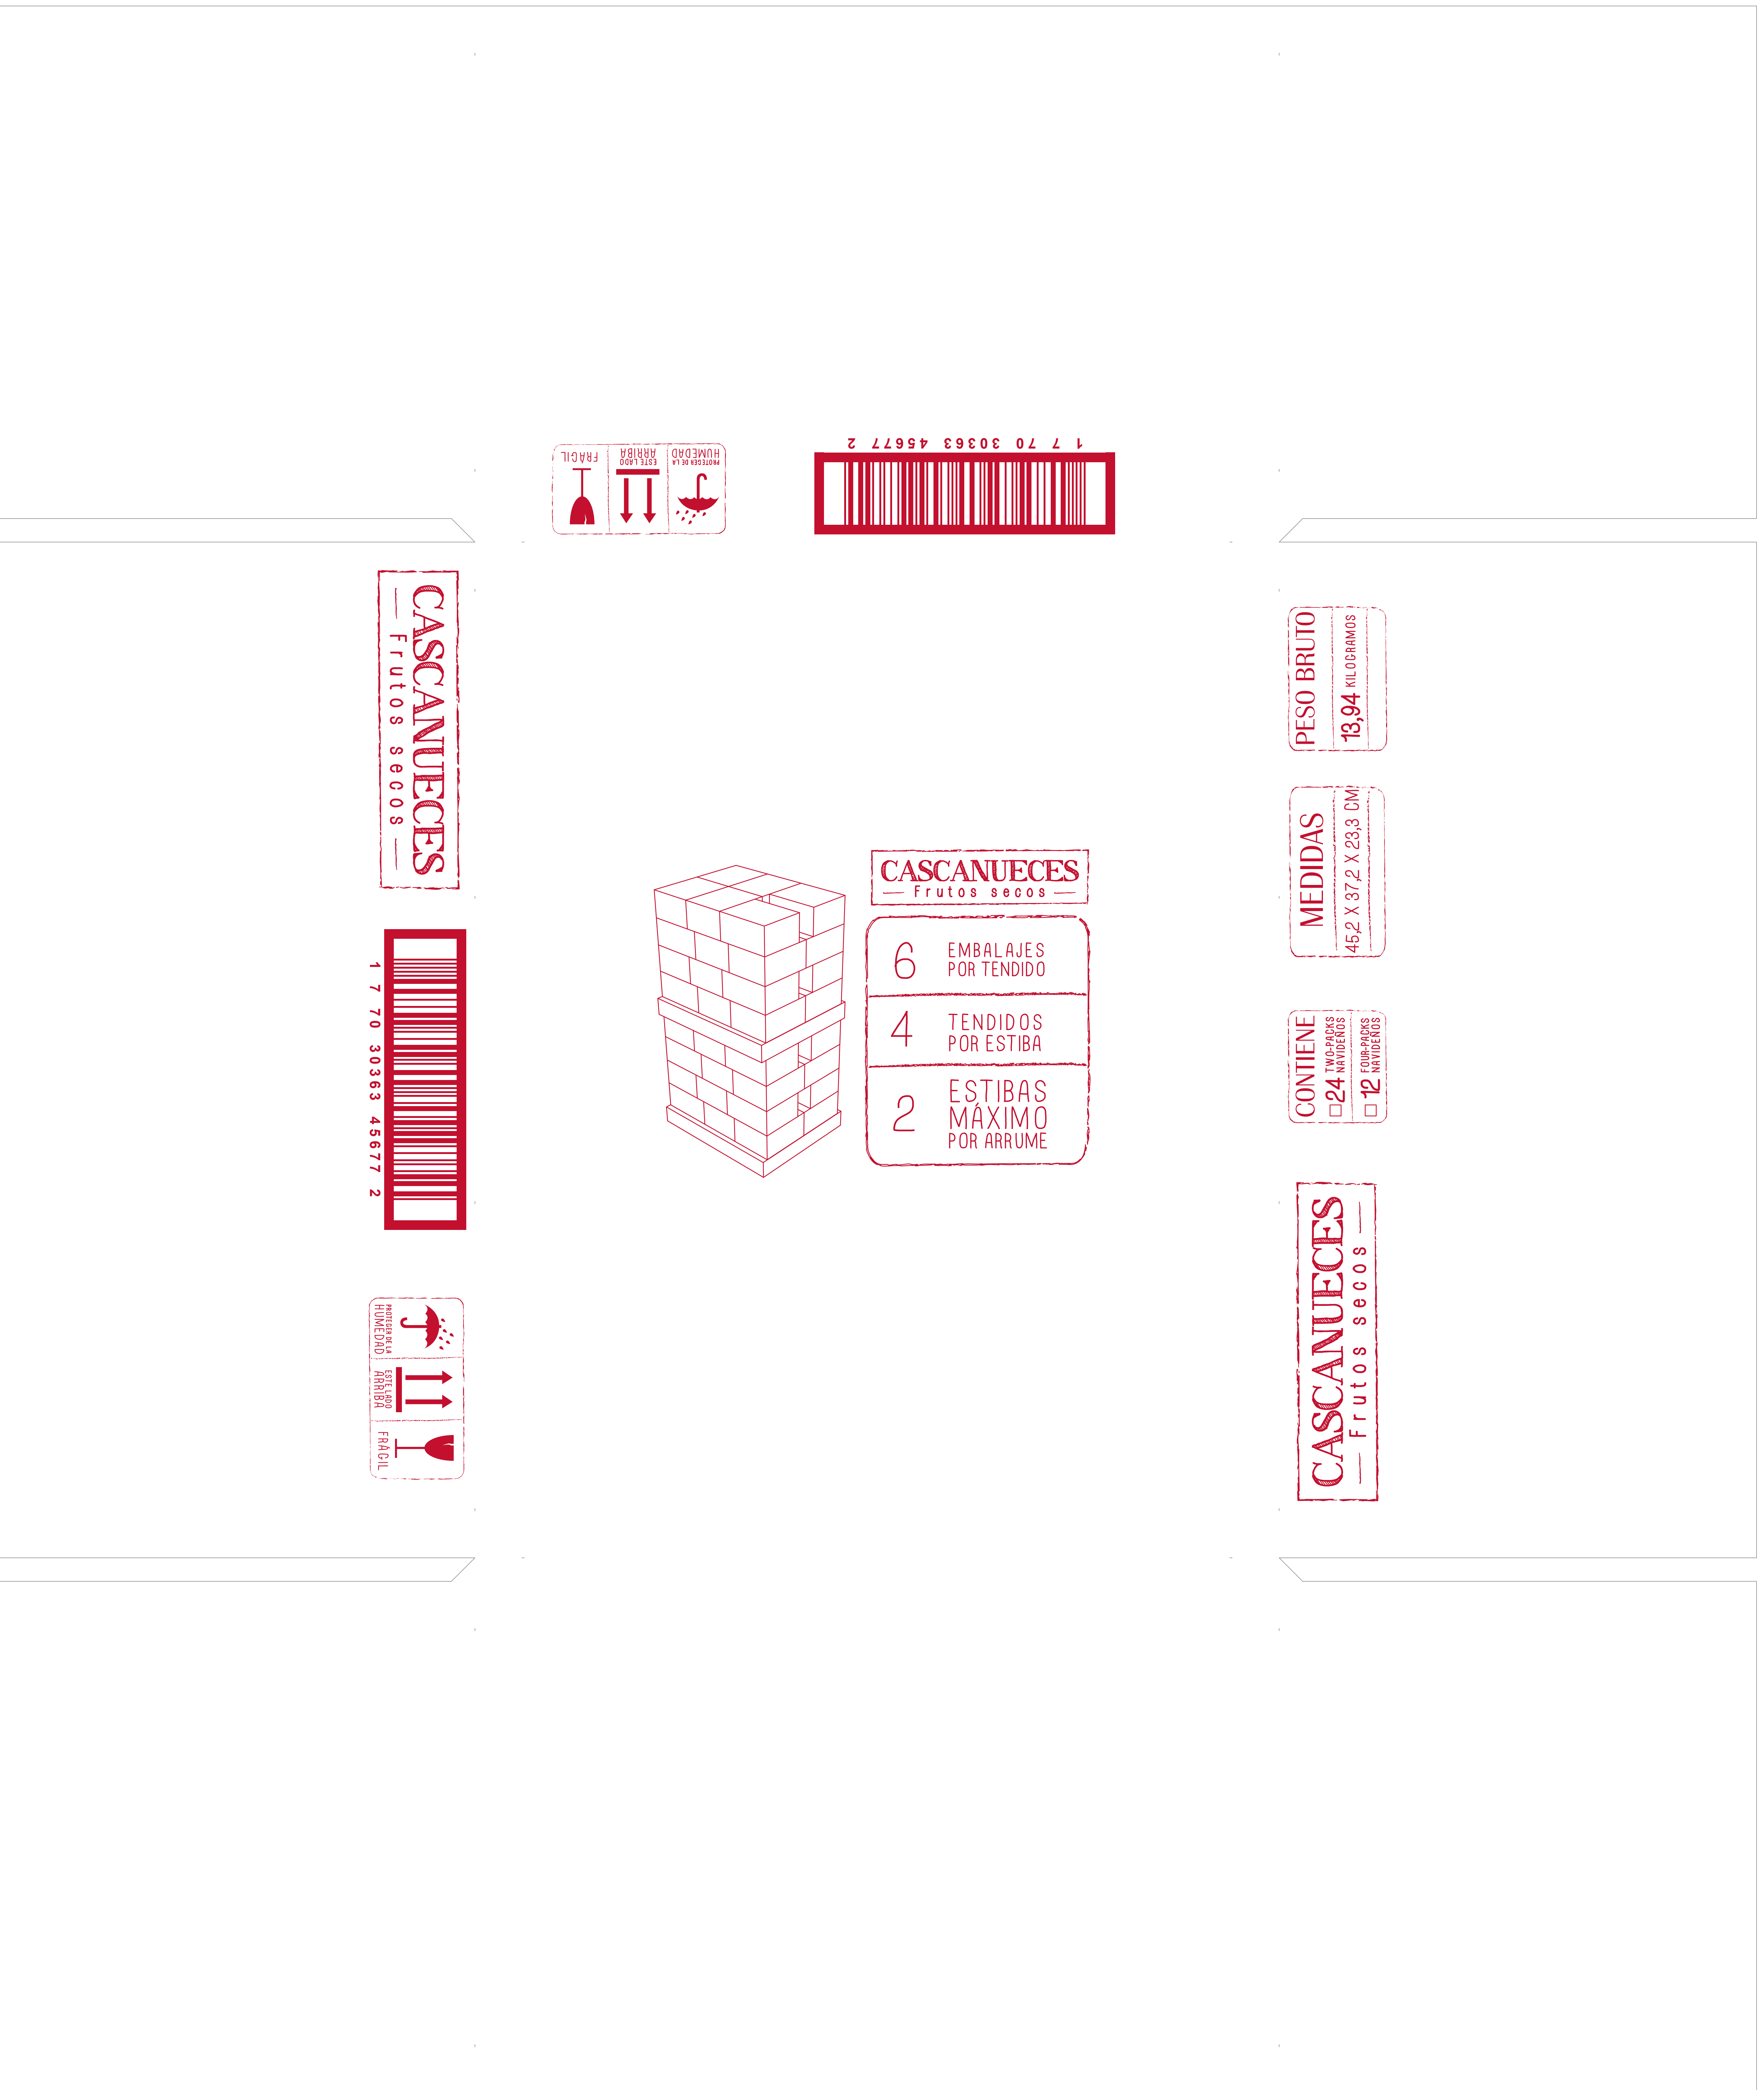 1 7 70 30363 45677 2
PROTEGER DE LA
HUMEDAD
ESTE LADO
ARRIBA
FRÁGIL
CASCANUECES
Frutos secos
1 7 70 30363 45677 2
PROTEGER DE LA
HUMEDAD
ESTE LADO
ARRIBA
FRÁGIL
CASCANUECES
Frutos secos
6 EMBALAJES
POR TENDIDO
4 TENDIDOS
POR ESTIBA
2 ESTIBAS
MÁXIMO
POR ARRUME
PESO BRUTO
13,94 KILOGRAMOS
MEDIDAS
45,2 X 37,2 X 23,3 CM
CONTIENE
24 TWO-PACKS
NAVIDEÑOS
12 FOUR-PACKS
NAVIDEÑOS
CASCANUECES
Frutos secos